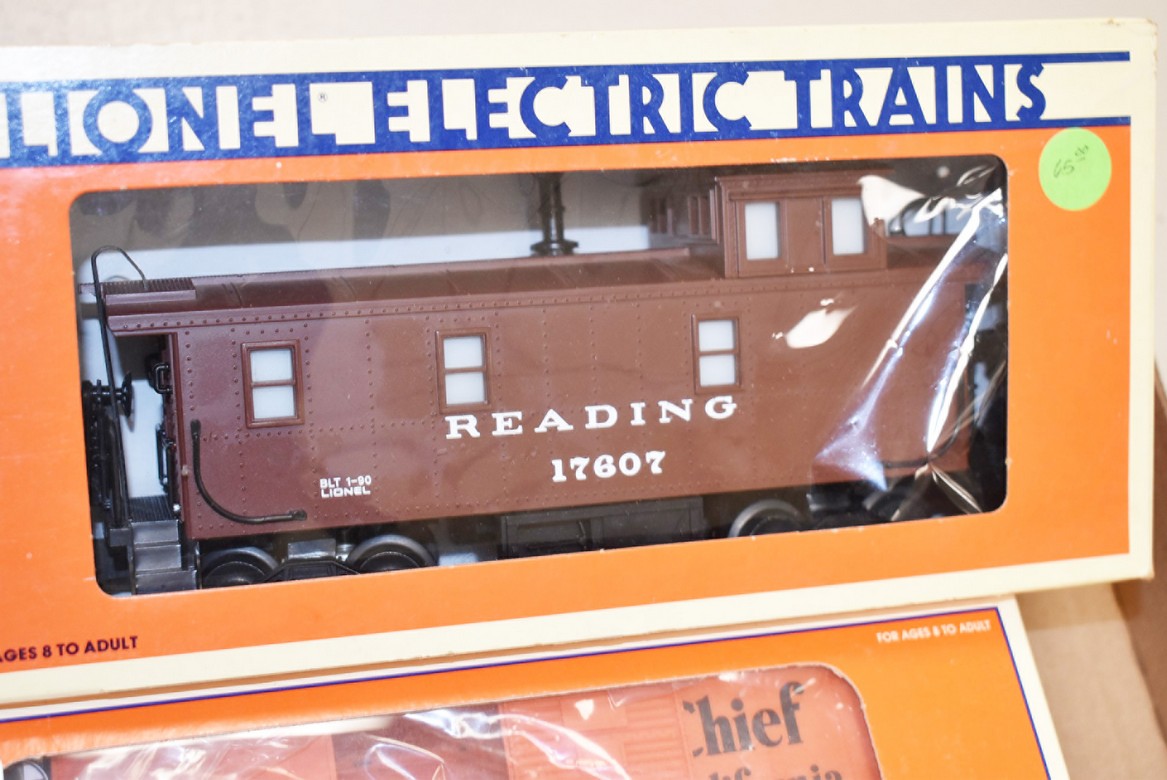 LIONEL® ELECTRIC TRAINS
65⁰⁰
READING
17607
BLT 1-90
LIONEL
AGES 8 TO ADULT
FOR AGES 8 TO ADULT
Chief